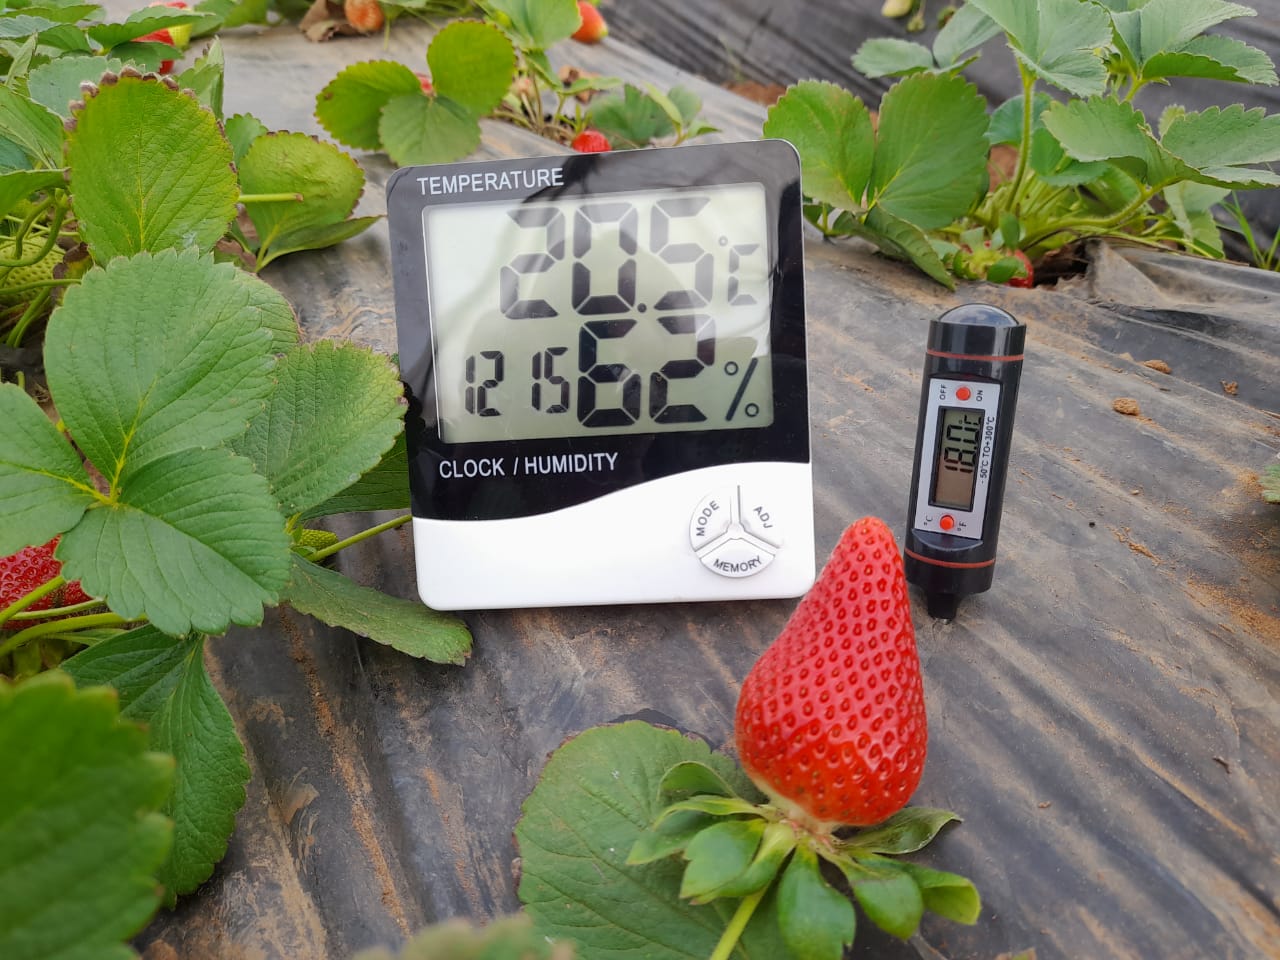 TEMPERATURE
20.5°C
12 15 62%
CLOCK / HUMIDITY
MODE
ADJ
MEMORY
OFF
ON
18.0°C
-50°C TO+300°C
°C
°F